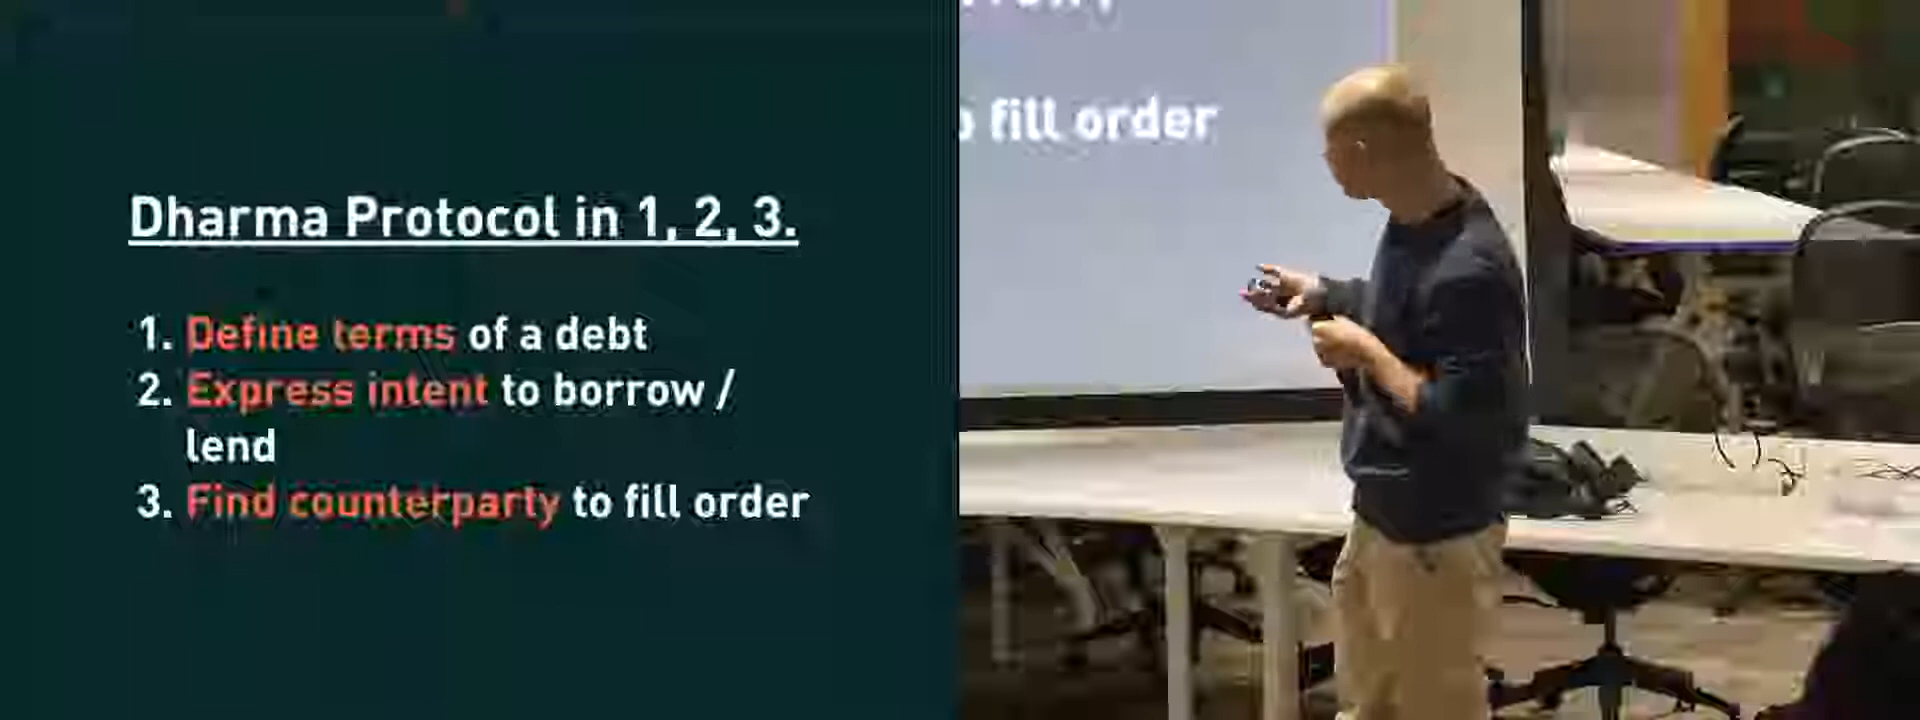 Dharma Protocol in 1, 2, 3.
1. Define terms of a debt
2. Express intent to borrow /
lend
3. Find counterparty to fill order
fill order